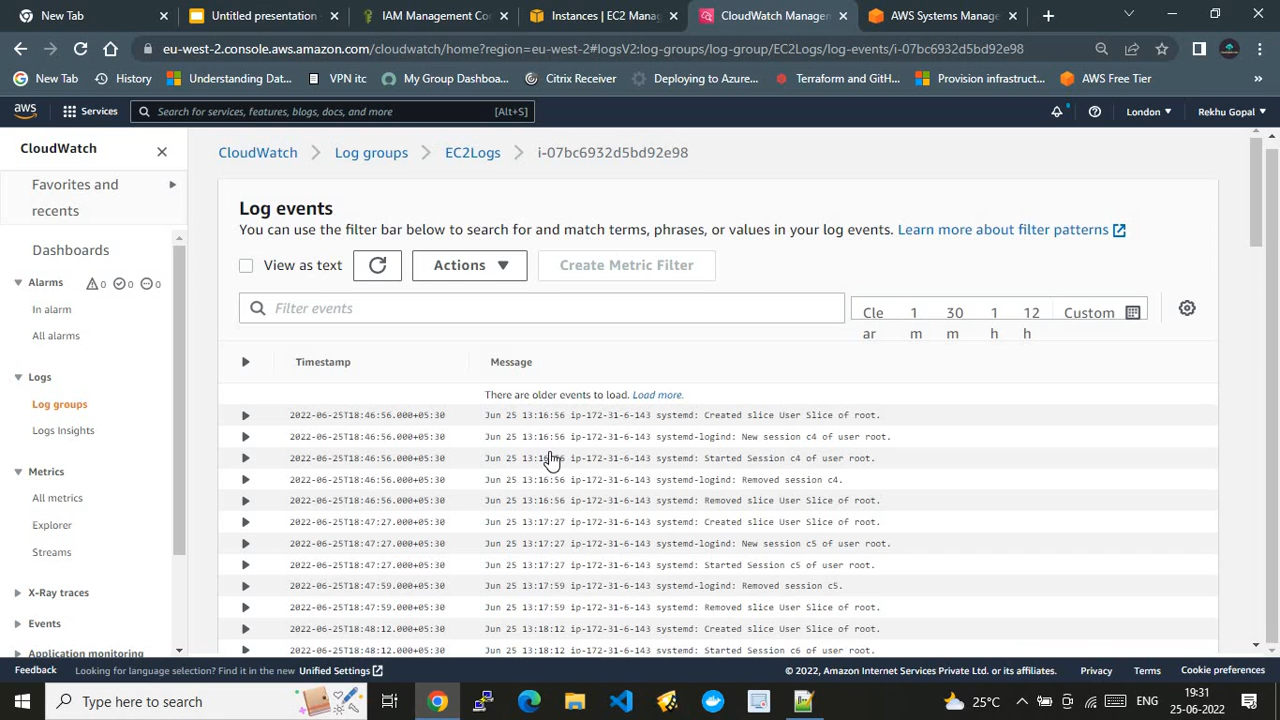 New Tab
Untitled presentation
IAM Management Co
Instances | EC2 Mana
CloudWatch Manage
AWS Systems Manage
eu-west-2.console.aws.amazon.com/cloudwatch/home?region=eu-west-2#logsV2:log-groups/log-group/EC2Logs/log-events/i-07bc6932d5bd92e98
New Tab
History
Understanding Dat...
VPN itc
My Group Dashboa...
Citrix Receiver
Deploying to Azure...
Terraform and GitH...
Provision infrastruct...
AWS Free Tier
»
aws
Services
Search for services, features, blogs, docs, and more
[Alt+S]
London
Rekhu Gopal
CloudWatch
CloudWatch
Log groups
EC2Logs
i-07bc6932d5bd92e98
Favorites and
recents
Dashboards
Alarms
0
0
0
In alarm
All alarms
Logs
Log groups
Logs Insights
Metrics
All metrics
Explorer
Streams
X-Ray traces
Events
Application monitoring
Log events
You can use the filter bar below to search for and match terms, phrases, or values in your log events. Learn more about filter patterns
View as text
Actions
Create Metric Filter
Filter events
Cle
ar
1
m
30
m
1
h
12
h
Custom
Timestamp
Message
There are older events to load. Load more.
2022-06-25T18:46:56.000+05:30 Jun 25 13:16:56 ip-172-31-6-143 systemd: Created slice User Slice of root.
2022-06-25T18:46:56.000+05:30 Jun 25 13:16:56 ip-172-31-6-143 systemd-logind: New session c4 of user root.
2022-06-25T18:46:56.000+05:30 Jun 25 13:16:56 ip-172-31-6-143 systemd: Started Session c4 of user root.
2022-06-25T18:46:56.000+05:30 Jun 25 13:16:56 ip-172-31-6-143 systemd-logind: Removed session c4.
2022-06-25T18:46:56.000+05:30 Jun 25 13:16:56 ip-172-31-6-143 systemd: Removed slice User Slice of root.
2022-06-25T18:47:27.000+05:30 Jun 25 13:17:27 ip-172-31-6-143 systemd: Created slice User Slice of root.
2022-06-25T18:47:27.000+05:30 Jun 25 13:17:27 ip-172-31-6-143 systemd-logind: New session c5 of user root.
2022-06-25T18:47:27.000+05:30 Jun 25 13:17:27 ip-172-31-6-143 systemd: Started Session c5 of user root.
2022-06-25T18:47:59.000+05:30 Jun 25 13:17:59 ip-172-31-6-143 systemd-logind: Removed session c5.
2022-06-25T18:47:59.000+05:30 Jun 25 13:17:59 ip-172-31-6-143 systemd: Removed slice User Slice of root.
2022-06-25T18:48:12.000+05:30 Jun 25 13:18:12 ip-172-31-6-143 systemd: Created slice User Slice of root.
2022-06-25T18:48:12.000+05:30 Jun 25 13:18:12 ip-172-31-6-143 systemd: Started Session c6 of user root.
Feedback
Looking for language selection? Find it in the new Unified Settings
© 2022, Amazon Internet Services Private Ltd. or its affiliates.
Privacy
Terms
Cookie preferences
Type here to search
25°C
ENG
19:31
25-06-2022